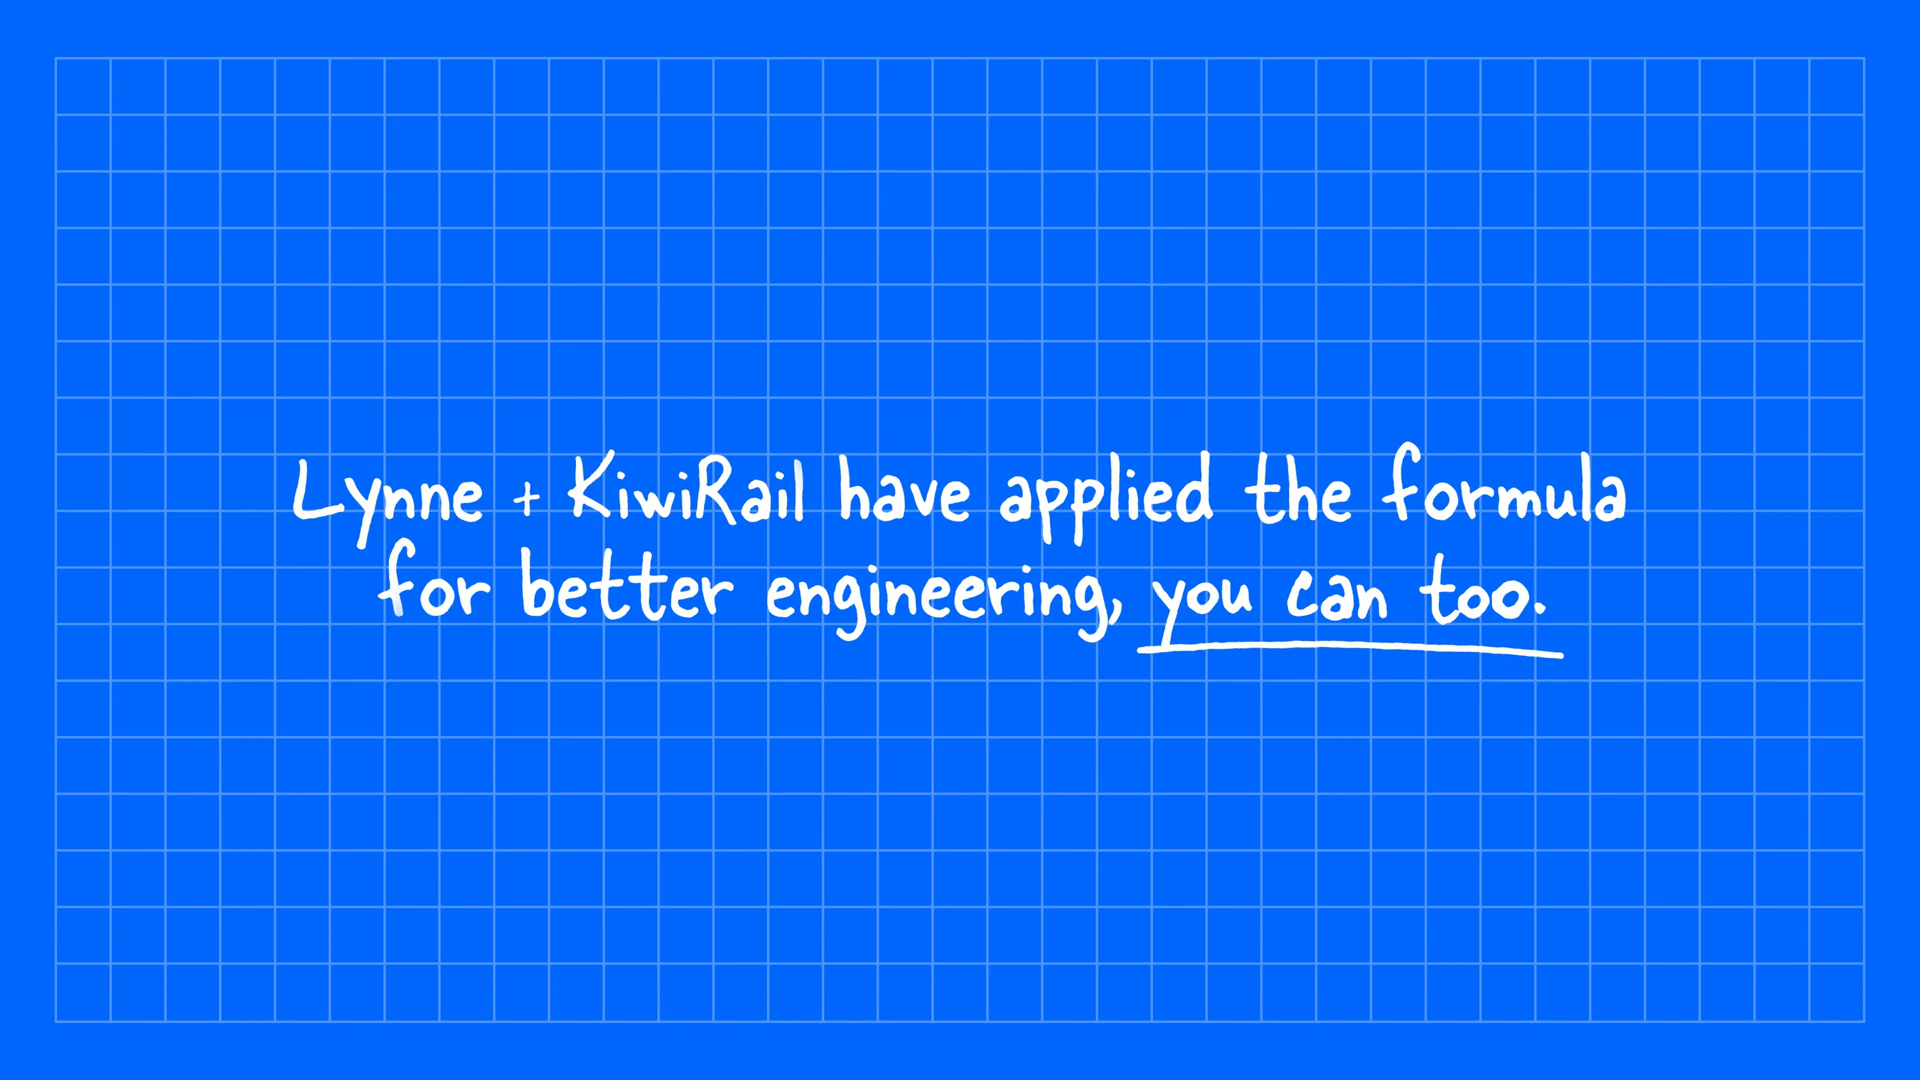 Lynne + KiwiRail have applied the formula
for better engineering, you can too.